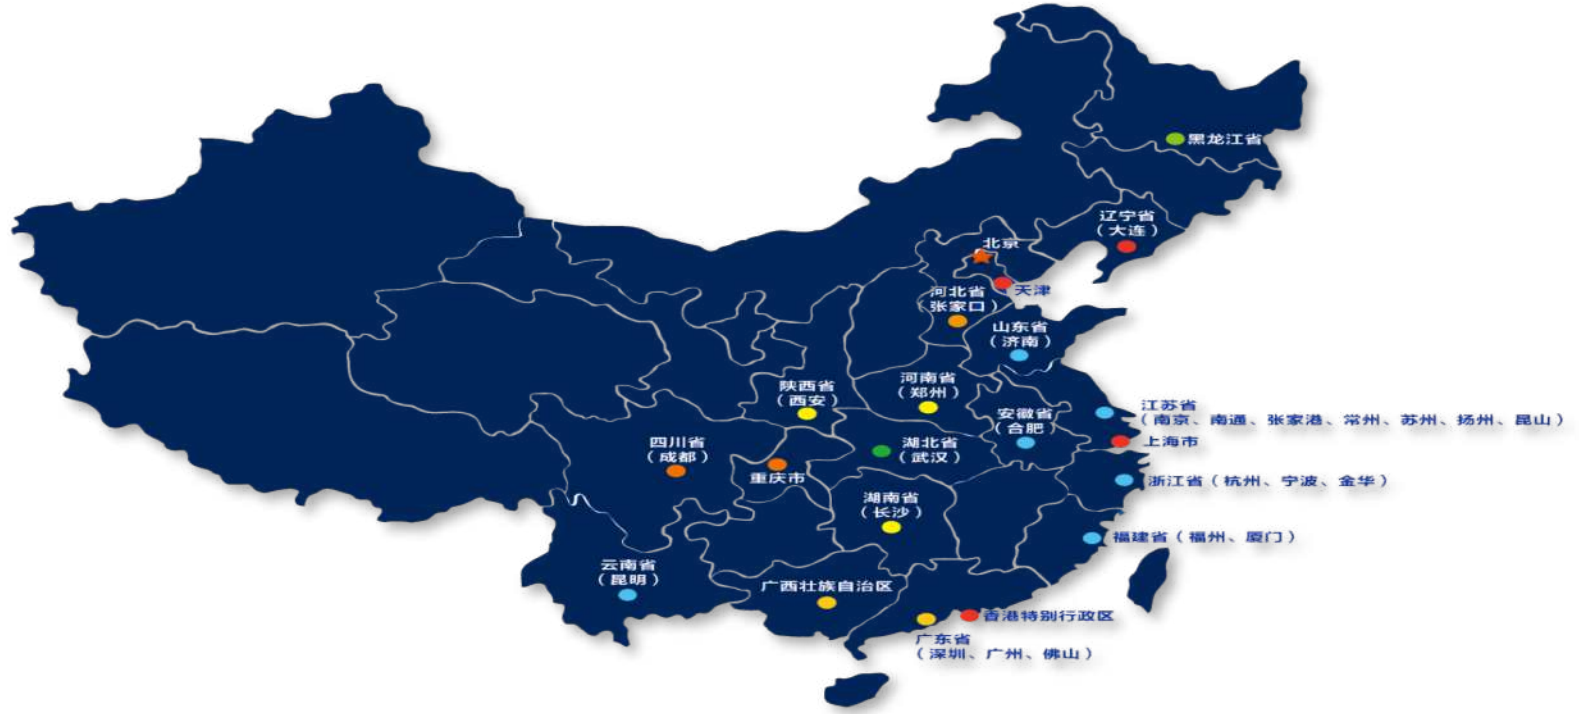 黑龙江省
辽宁省
（大连）
北京
天津
河北省
（张家口）
山东省
（济南）
陕西省
（西安）
河南省
（郑州）
安徽省
（合肥）
江苏省
（南京、南通、张家港、常州、苏州、扬州、昆山）
上海市
四川省
（成都）
重庆市
湖北省
（武汉）
浙江省（杭州、宁波、金华）
湖南省
（长沙）
福建省（福州、厦门）
云南省
（昆明）
广西壮族自治区
香港特别行政区
广东省
（深圳、广州、佛山）